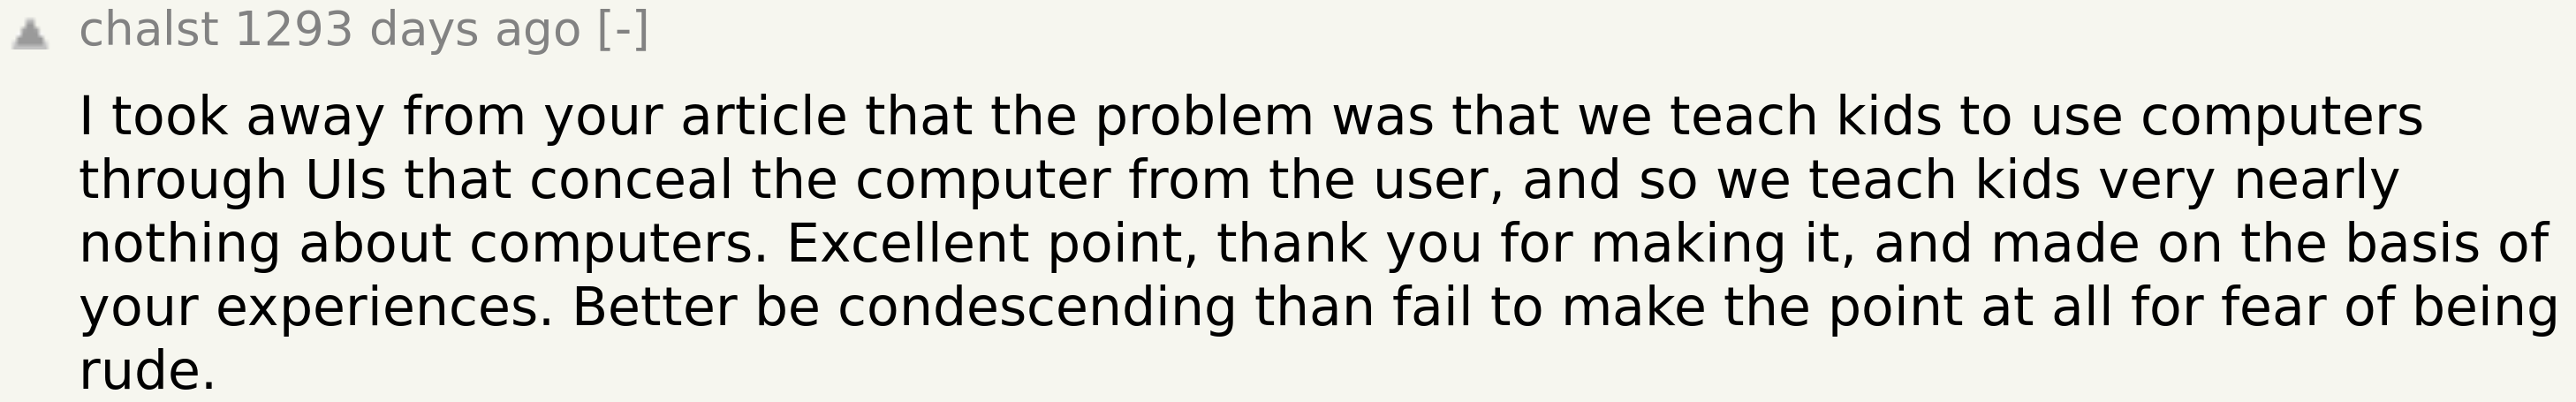 chalst 1293 days ago [-]
I took away from your article that the problem was that we teach kids to use computers
through UIs that conceal the computer from the user, and so we teach kids very nearly
nothing about computers. Excellent point, thank you for making it, and made on the basis of
your experiences. Better be condescending than fail to make the point at all for fear of being
rude.